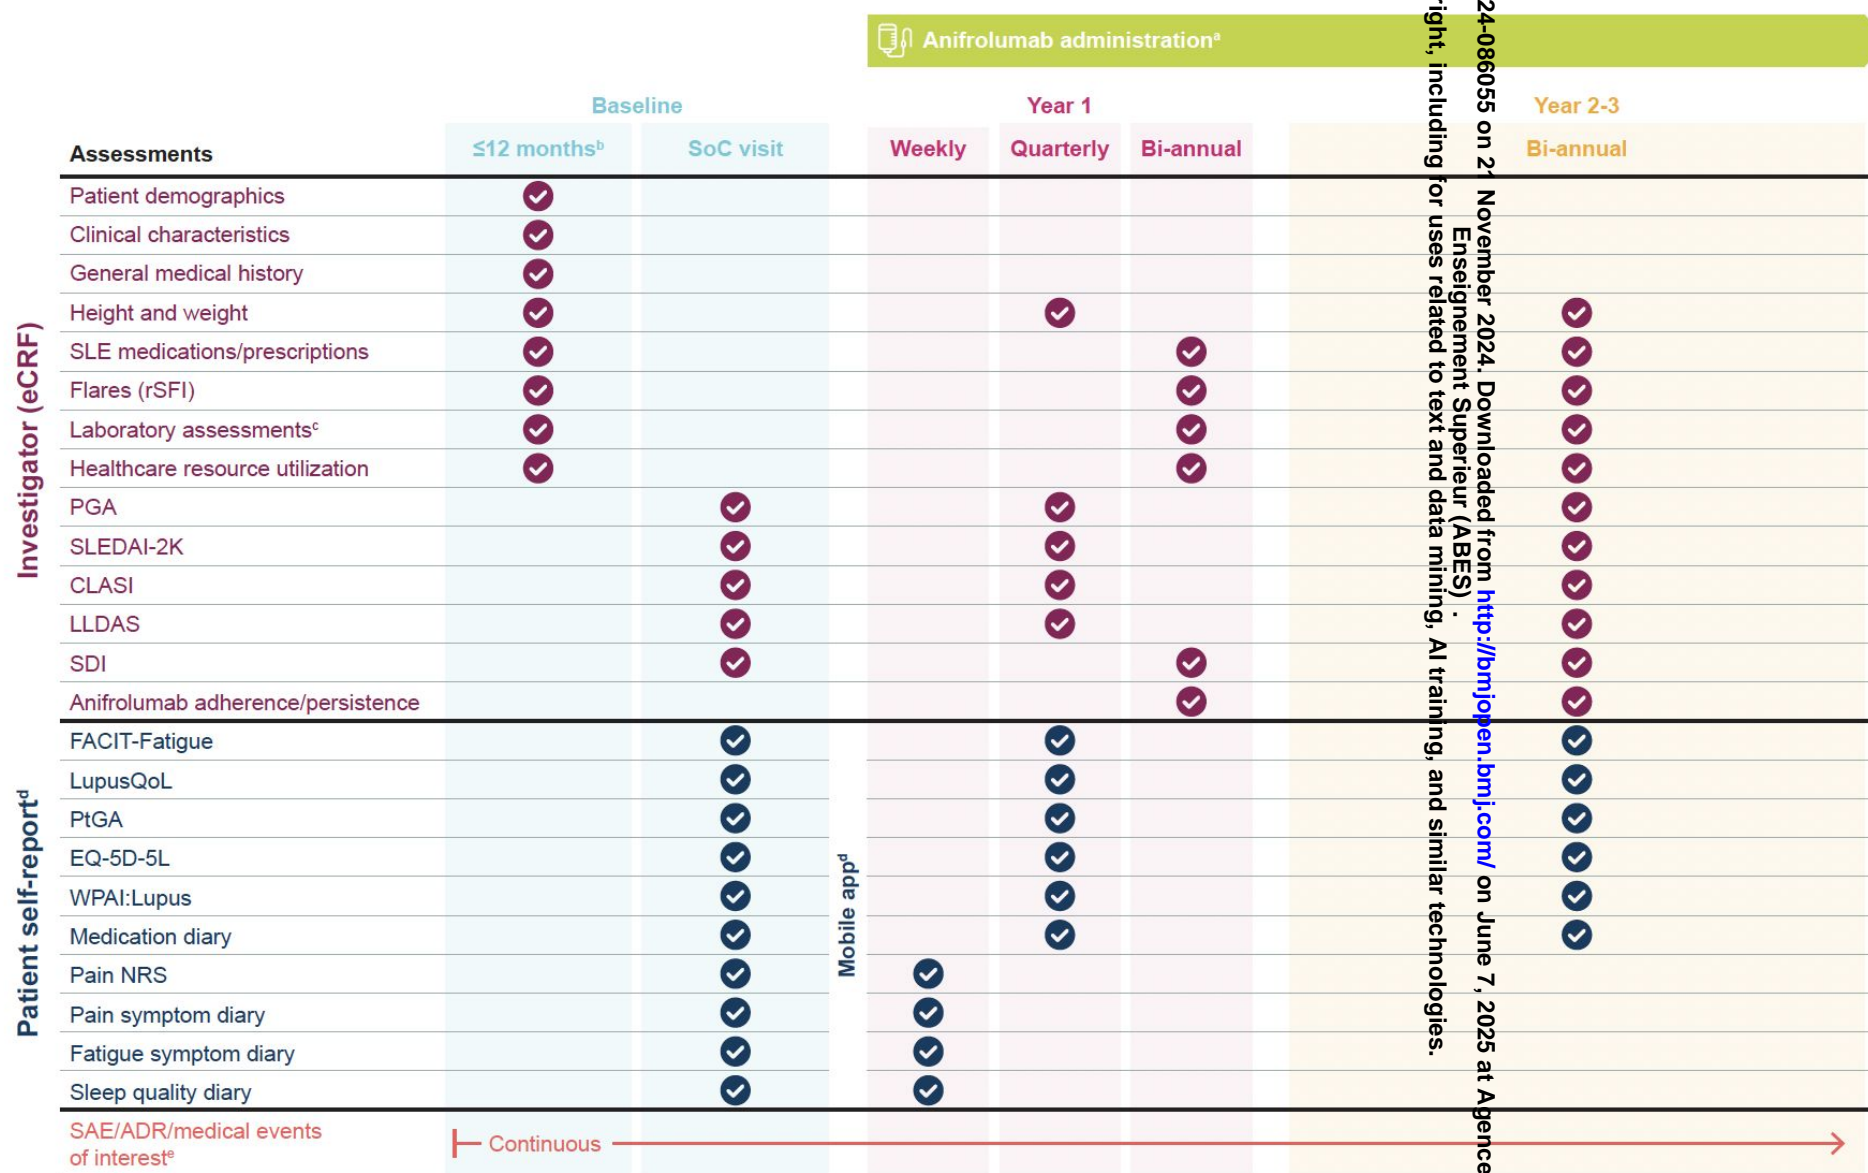 Anifrolumab administrationᵃ
Baseline
Year 1
Year 2-3
Assessments
≤12 monthsᵇ
SoC visit
Weekly
Quarterly
Bi-annual
Bi-annual
Investigator (eCRF)
Patient demographics
Clinical characteristics
General medical history
Height and weight
SLE medications/prescriptions
Flares (rSFI)
Laboratory assessmentsᶜ
Healthcare resource utilization
PGA
SLEDAI-2K
CLASI
LLDAS
SDI
Anifrolumab adherence/persistence
Patient self-reportᵈ
FACIT-Fatigue
LupusQoL
PtGA
EQ-5D-5L
WPAI:Lupus
Medication diary
Pain NRS
Pain symptom diary
Fatigue symptom diary
Sleep quality diary
Mobile appᵈ
SAE/ADR/medical events
of interestᵉ
Continuous
24-086055 on 21 November 2024. Downloaded from http://bmjopen.bmj.com/ on June 7, 2025 at Agence
Enseignement Superieur (ABES) .
right, including for uses related to text and data mining, AI training, and similar technologies.